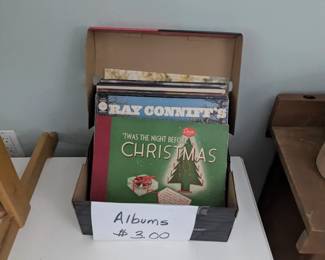 RAY CONNIFF'S
'TWAS THE NIGHT BEFORE
CHRISTMAS
Albums
$3.00